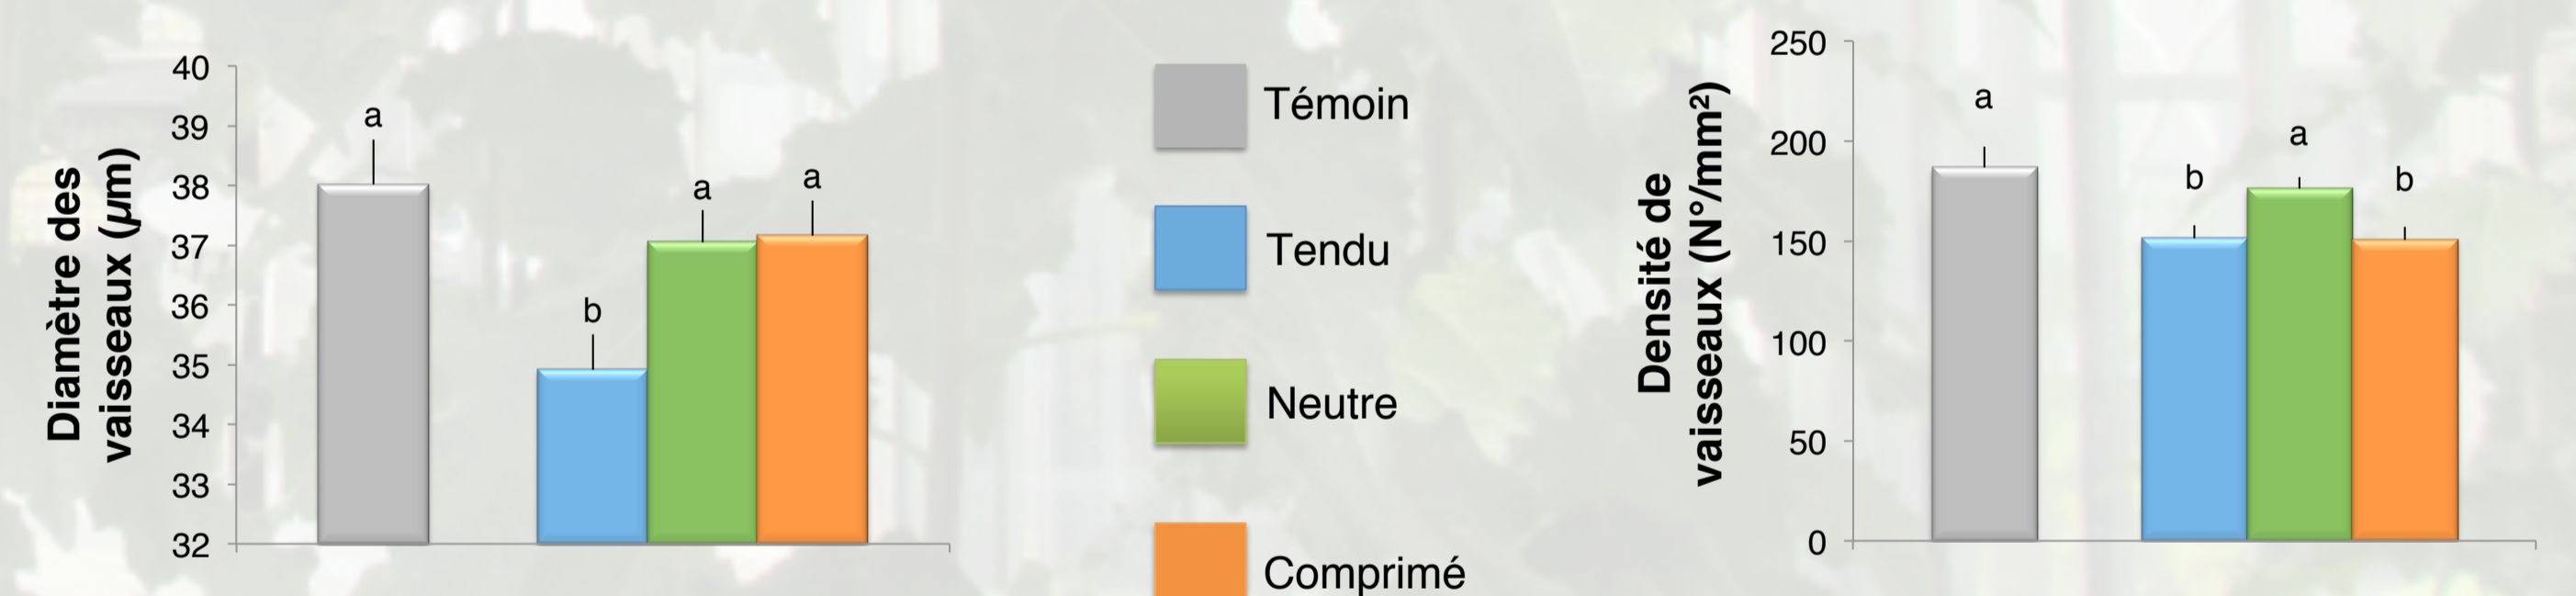 Diamètre des
vaisseaux (µm)
40
39
38
37
36
35
34
33
32
a
b
a
a
Témoin
Tendu
Neutre
Comprimé
Densité de
vaisseaux (N°/mm²)
250
200
150
100
50
0
a
b
a
b